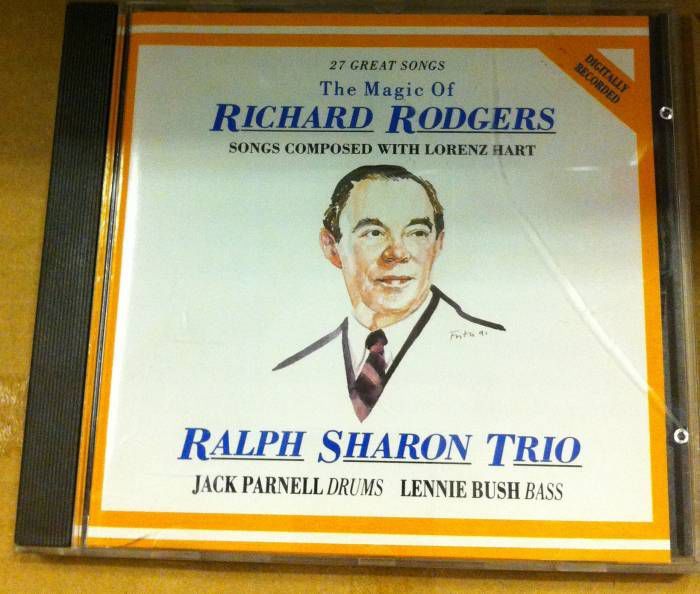 27 GREAT SONGS
The Magic Of
RICHARD RODGERS
SONGS COMPOSED WITH LORENZ HART
DIGITALLY
RECORDED
RALPH SHARON TRIO
JACK PARNELL DRUMS LENNIE BUSH BASS